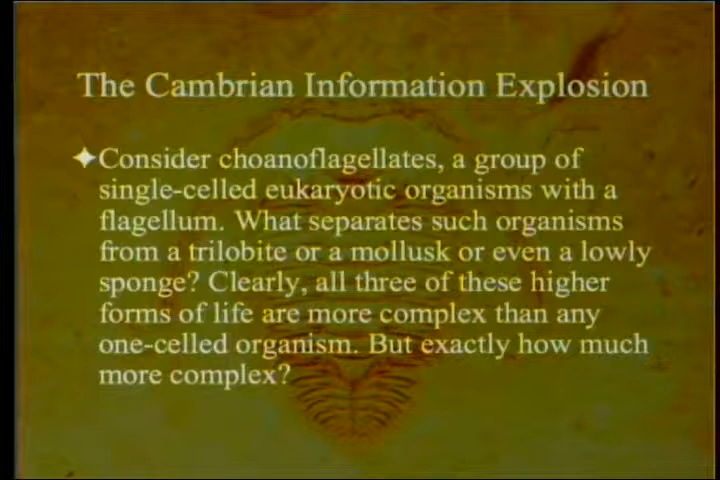 The Cambrian Information Explosion
Consider choanoflagellates, a group of
single-celled eukaryotic organisms with a
flagellum. What separates such organisms
from a trilobite or a mollusk or even a lowly
sponge? Clearly, all three of these higher
forms of life are more complex than any
one-celled organism. But exactly how much
more complex?